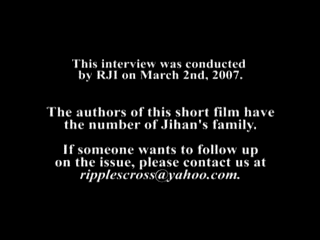 This interview was conducted
by RJI on March 2nd, 2007.
The authors of this short film have
the number of Jihan's family.
If someone wants to follow up
on the issue, please contact us at
ripplescross@yahoo.com.